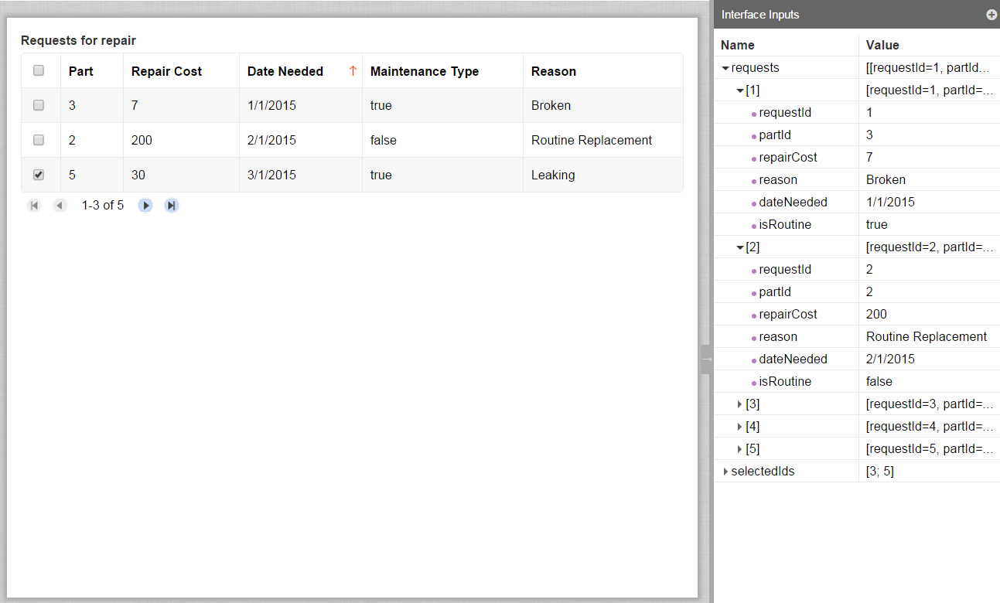 Requests for repair
Part Repair Cost Date Needed ↑ Maintenance Type Reason
3 7 1/1/2015 true Broken
2 200 2/1/2015 false Routine Replacement
5 30 3/1/2015 true Leaking
1-3 of 5
→
Interface Inputs
Name Value
requests [[requestId=1, partId...
[1] [requestId=1, partId=...
requestId 1
partId 3
repairCost 7
reason Broken
dateNeeded 1/1/2015
isRoutine true
[2] [requestId=2, partId=...
requestId 2
partId 2
repairCost 200
reason Routine Replacement
dateNeeded 2/1/2015
isRoutine false
[3] [requestId=3, partId=...
[4] [requestId=4, partId=...
[5] [requestId=5, partId=...
selectedIds [3; 5]